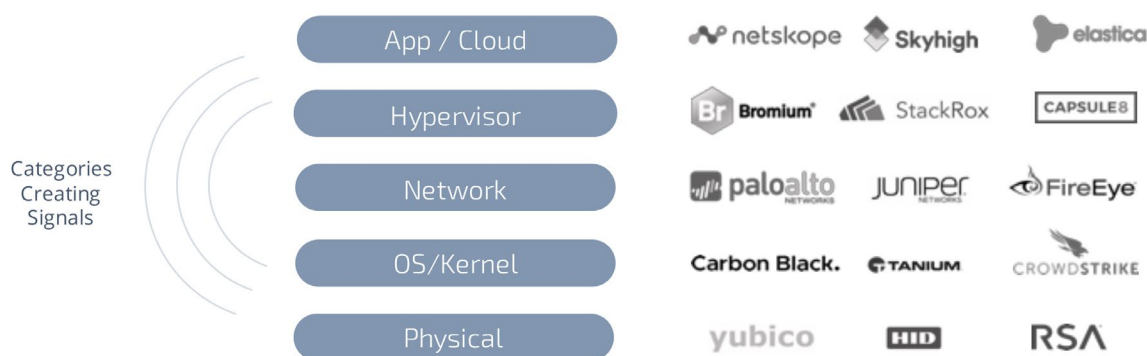 App / Cloud
netskope
Skyhigh
elastica
Hypervisor
Br
Bromium®
StackRox
CAPSULE8
Categories
Creating
Signals
Network
paloalto
NETWORKS
JUNIPER
NETWORKS
FireEye
OS/Kernel
Carbon Black.
TANIUM
CROWDSTRIKE
Physical
yubico
HID
RSA